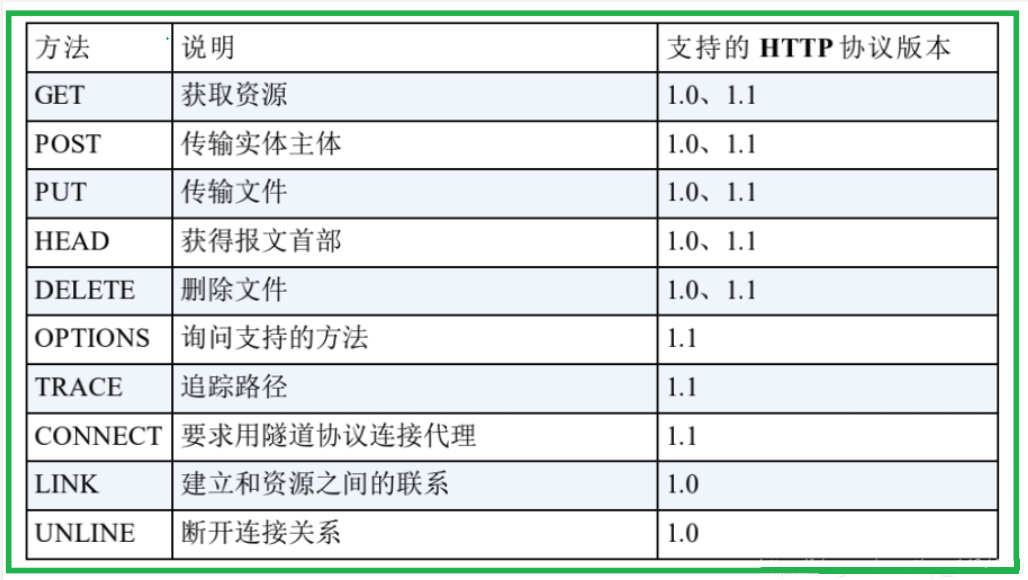 方法 说明 支持的 HTTP 协议版本
GET 获取资源 1.0、1.1
POST 传输实体主体 1.0、1.1
PUT 传输文件 1.0、1.1
HEAD 获得报文首部 1.0、1.1
DELETE 删除文件 1.0、1.1
OPTIONS 询问支持的方法 1.1
TRACE 追踪路径 1.1
CONNECT 要求用隧道协议连接代理 1.1
LINK 建立和资源之间的联系 1.0
UNLINE 断开连接关系 1.0